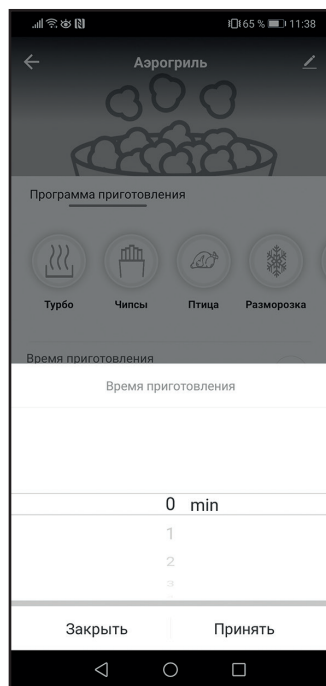 65 % 11:38
Аэрогриль
Программа приготовления
Турбо Чипсы Птица Разморозка
Время приготовления
Время приготовления
0 min
1
2
3
Закрыть Принять